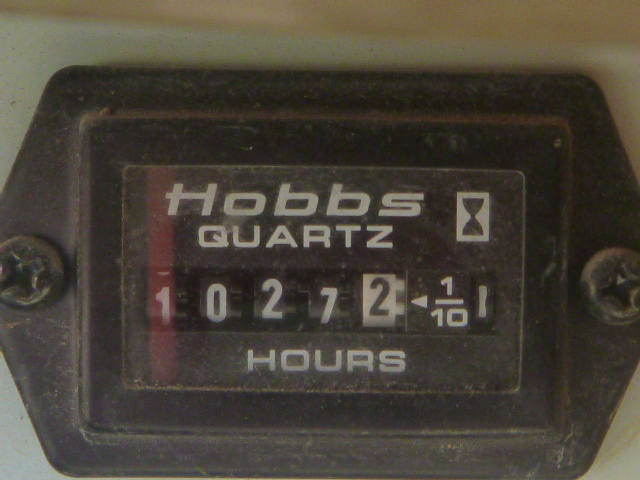 Hobbs
QUARTZ
1 0 2 7 2 ◄ 1/10
HOURS